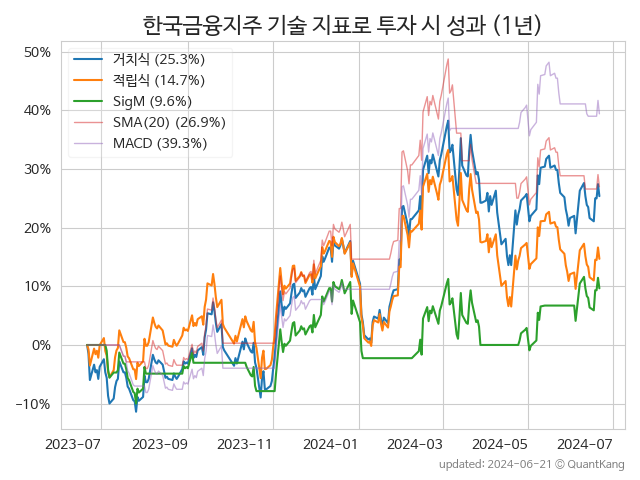 한국금융지주 기술 지표로 투자 시 성과 (1년)
50%
40%
30%
20%
10%
0%
−10%
거치식 (25.3%)
적립식 (14.7%)
SigM (9.6%)
SMA(20) (26.9%)
MACD (39.3%)
2023-07 2023-09 2023-11 2024-01 2024-03 2024-05 2024-07
updated: 2024-06-21 ⓒ QuantKang